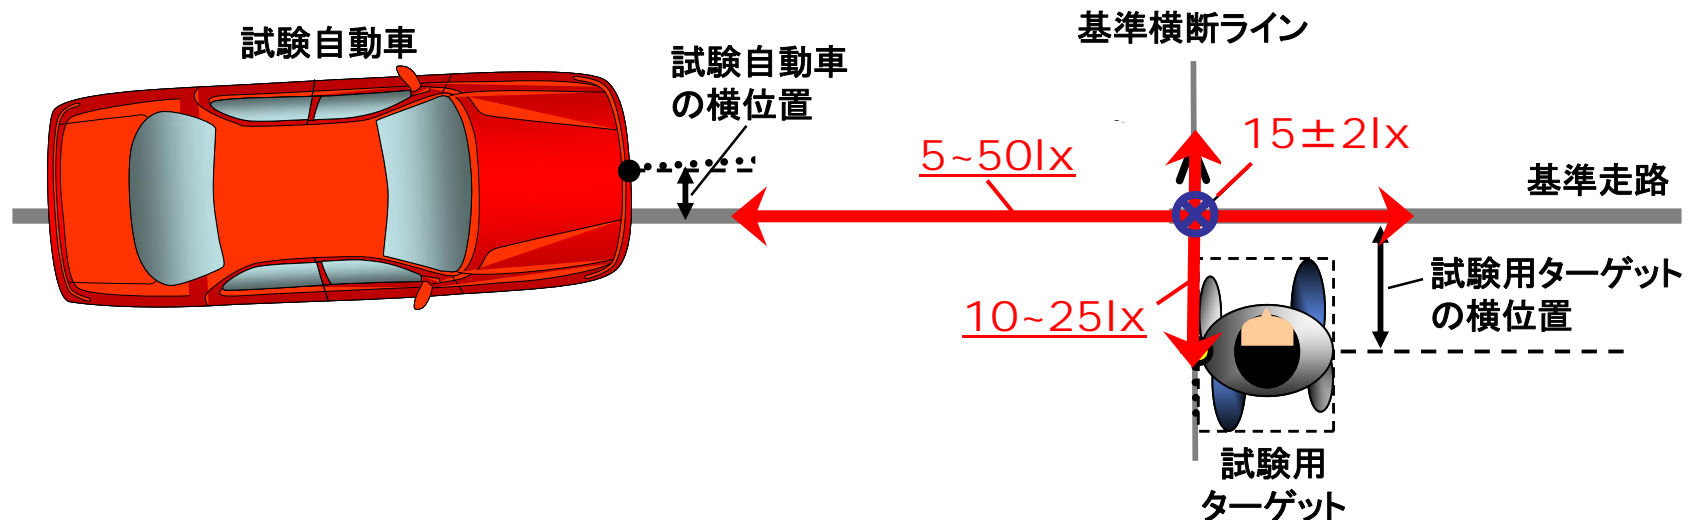 試験自動車
試験自動車
の横位置
基準横断ライン
5~50lx
15±2lx
基準走路
10~25lx
試験用ターゲット
の横位置
試験用
ターゲット